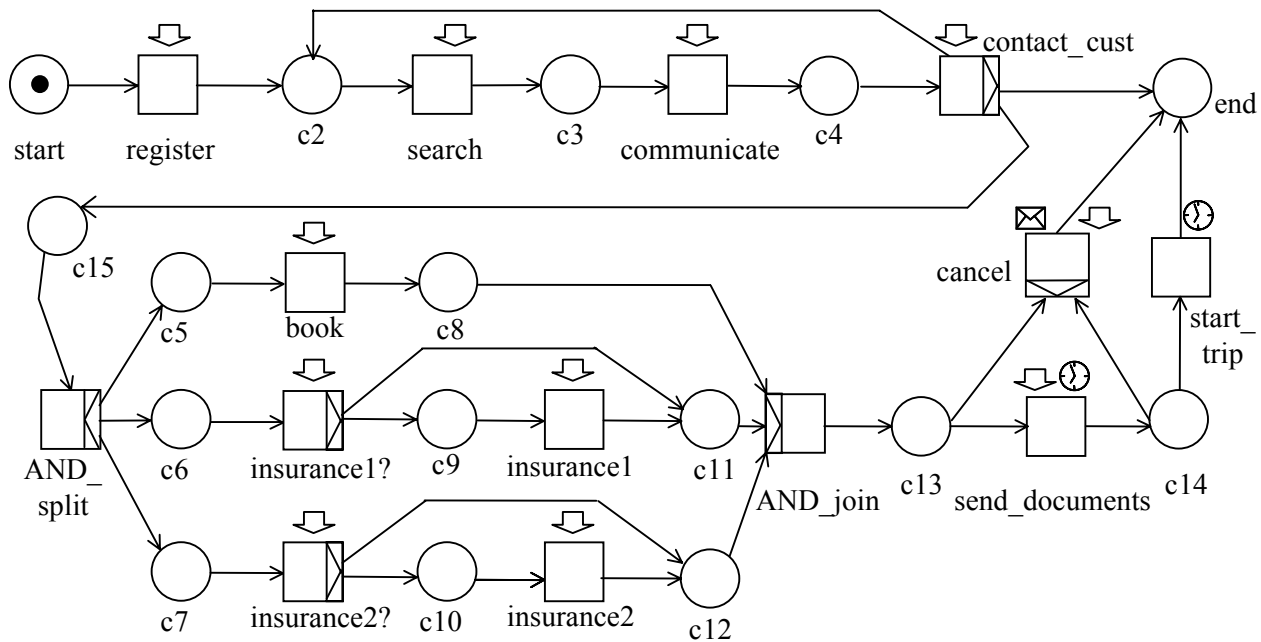 contact_cust
end
start
register
c2
search
c3
communicate
c4
c15
cancel
c5
book
c8
start_
trip
AND_
split
c6
insurance1?
c9
insurance1
c11
AND_join
c13
send_documents
c14
c7
insurance2?
c10
insurance2
c12